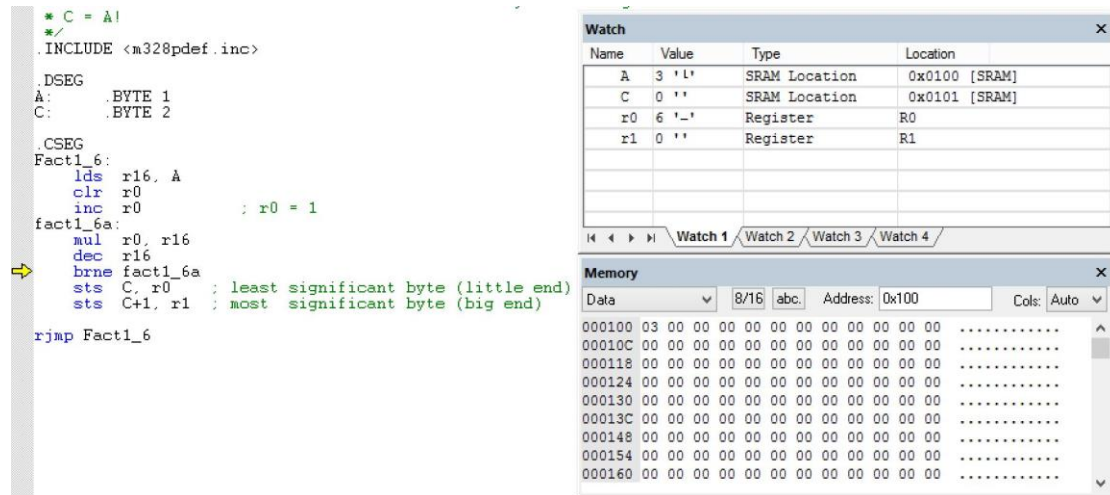 * C = A!
*/
.INCLUDE <m328pdef.inc>
.DSEG
A: .BYTE 1
C: .BYTE 2
.CSEG
Fact1_6:
lds r16, A
clr r0
inc r0 ; r0 = 1
fact1_6a:
mul r0, r16
dec r16
brne fact1_6a
sts C, r0 ; least significant byte (little end)
sts C+1, r1 ; most significant byte (big end)
rjmp Fact1_6
Watch
Name Value Type Location
A 3 '└' SRAM Location 0x0100 [SRAM]
C 0 '' SRAM Location 0x0101 [SRAM]
r0 6 '-' Register R0
r1 0 '' Register R1
Watch 1 Watch 2 Watch 3 Watch 4
Memory
Data 8/16 abc. Address: 0x100 Cols: Auto
000100 03 00 00 00 00 00 00 00 00 00 00 00 ............
00010C 00 00 00 00 00 00 00 00 00 00 00 00 ............
000118 00 00 00 00 00 00 00 00 00 00 00 00 ............
000124 00 00 00 00 00 00 00 00 00 00 00 00 ............
000130 00 00 00 00 00 00 00 00 00 00 00 00 ............
00013C 00 00 00 00 00 00 00 00 00 00 00 00 ............
000148 00 00 00 00 00 00 00 00 00 00 00 00 ............
000154 00 00 00 00 00 00 00 00 00 00 00 00 ............
000160 00 00 00 00 00 00 00 00 00 00 00 00 ............